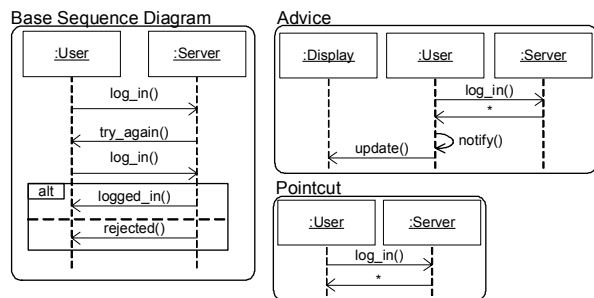 Base Sequence Diagram
:User
:Server
log_in()
try_again()
log_in()
alt
logged_in()
rejected()
Advice
:Display
:User
:Server
log_in()
*
notify()
update()
Pointcut
:User
:Server
log_in()
*